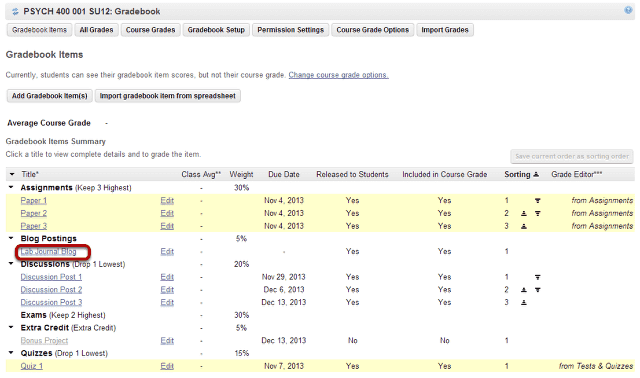 PSYCH 400 001 SU12: Gradebook
Gradebook Items All Grades Course Grades Gradebook Setup Permission Settings Course Grade Options Import Grades
Gradebook Items
Currently, students can see their gradebook item scores, but not their course grade. Change course grade options.
Add Gradebook Item(s) Import gradebook item from spreadsheet
Average Course Grade -
Gradebook Items Summary
Click a title to view complete details and to grade the item.
Save current order as sorting order
Title* Class Avg** Weight Due Date Released to Students Included in Course Grade Sorting Grade Editor***
Assignments (Keep 3 Highest) - 30%
Paper 1 Edit - Nov 4, 2013 Yes Yes 1 from Assignments
Paper 2 Edit - Nov 4, 2013 Yes Yes 2 from Assignments
Paper 3 Edit - Nov 4, 2013 Yes Yes 3 from Assignments
Blog Postings - 5%
Lab Journal Blog Edit - - Yes Yes 1
Discussions (Drop 1 Lowest) - 20%
Discussion Post 1 Edit - Nov 29, 2013 Yes Yes 1
Discussion Post 2 Edit - Dec 6, 2013 Yes Yes 2
Discussion Post 3 Edit - Dec 13, 2013 Yes Yes 3
Exams (Keep 2 Highest) - 30%
Extra Credit (Extra Credit) - 5%
Bonus Project Edit - Dec 13, 2013 No No 1
Quizzes (Drop 1 Lowest) - 15%
Quiz 1 Edit - Nov 7, 2013 Yes Yes 1 from Tests & Quizzes